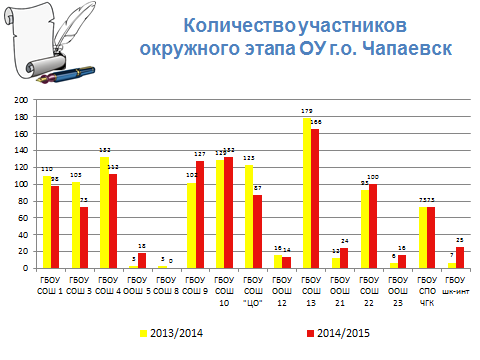 Количество участников
окружного этапа ОУ г.о. Чапаевск
200
180
160
140
120
100
80
60
40
20
0
110 98
103 73
132 112
3 18
3 0
102 127
129 132
123 87
16 14
179 166
12 24
93 100
6 16
73 73
7 25
ГБОУ
СОШ 1
ГБОУ
СОШ 3
ГБОУ
СОШ 4
ГБОУ
ООШ 5
ГБОУ
СОШ 8
ГБОУ
СОШ 9
ГБОУ
СОШ
10
ГБОУ
СОШ
"ЦО"
ГБОУ
ООШ
12
ГБОУ
СОШ
13
ГБОУ
ООШ
21
ГБОУ
СОШ
22
ГБОУ
ООШ
23
ГБОУ
СПО
ЧГК
ГБОУ
шк-инт
2013/2014
2014/2015